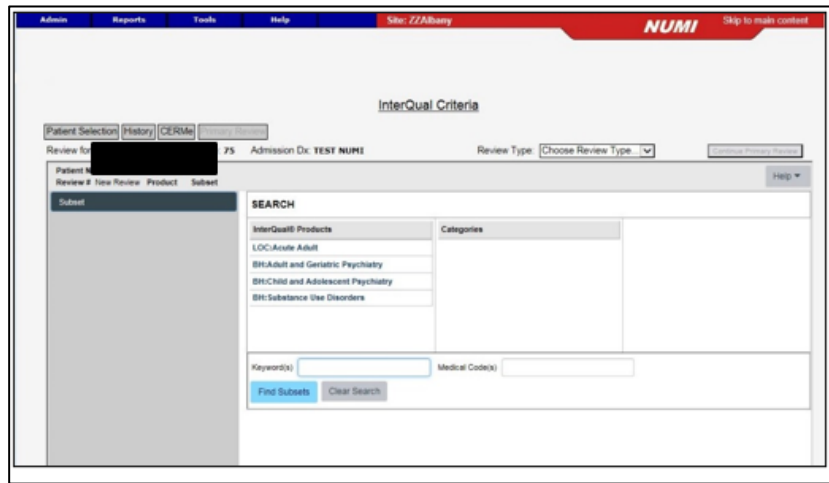 Admin Reports Tools Help Site: ZZAlbany NUMI Skip to main content
InterQual Criteria
Patient Selection History CERMe Primary Review
Review for : 75 Admission Dx: TEST NUMI Review Type: Choose Review Type... Continue Primary Review
Patient N
Review # New Review Product Subset Help
Subset SEARCH
InterQual® Products Categories
LOC:Acute Adult
BH:Adult and Geriatric Psychiatry
BH:Child and Adolescent Psychiatry
BH:Substance Use Disorders
Keyword(s) Medical Code(s)
Find Subsets Clear Search